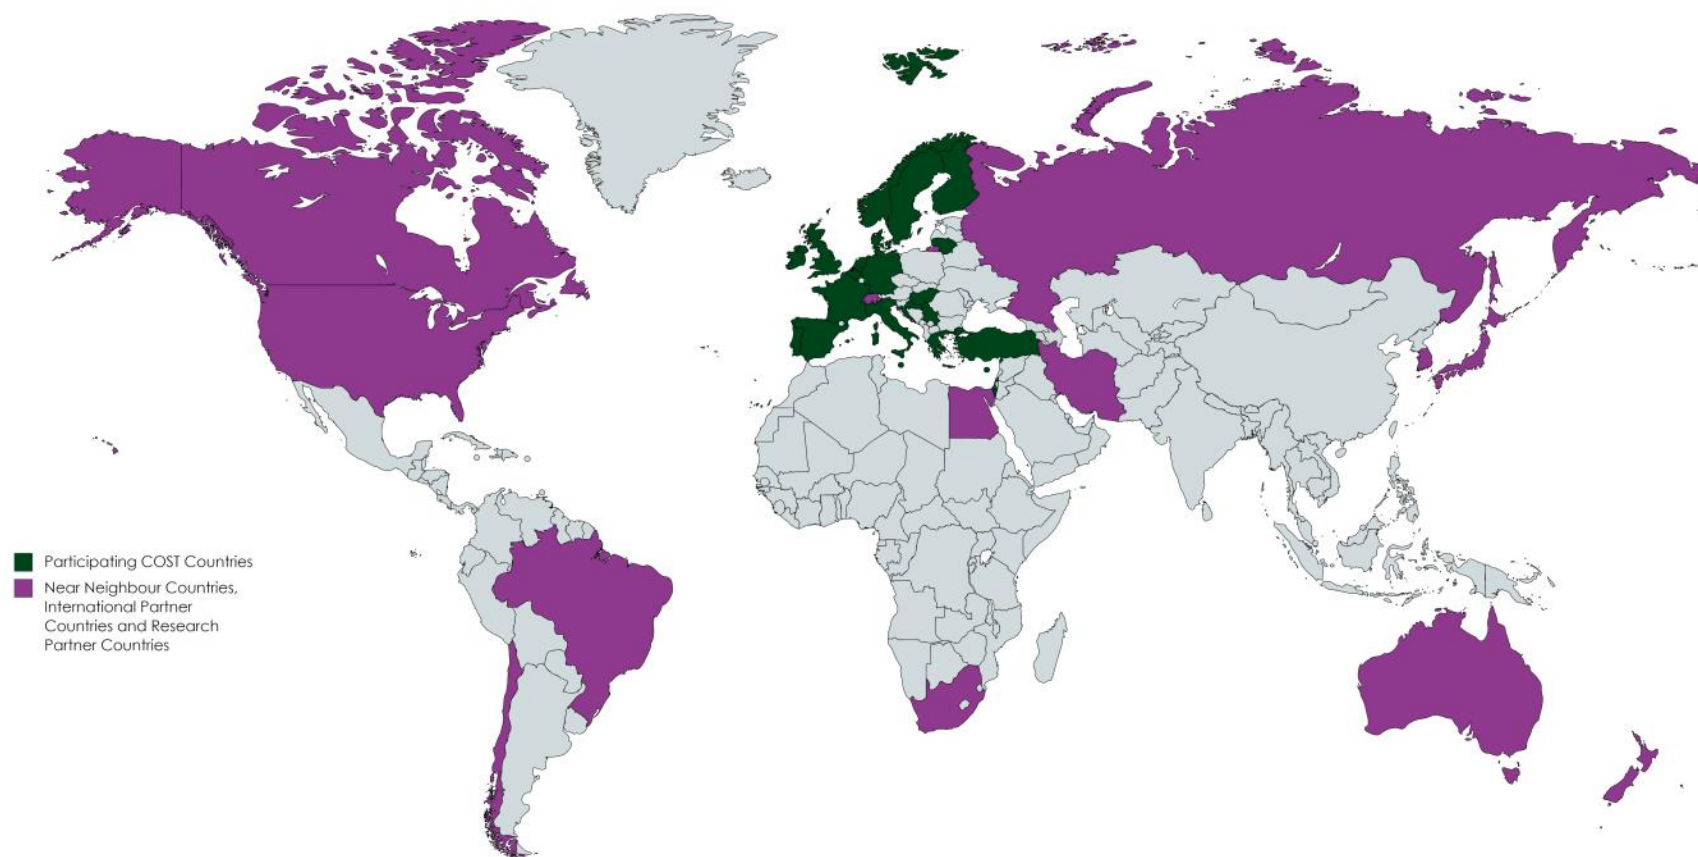 Participating COST Countries
Near Neighbour Countries,
International Partner
Countries and Research
Partner Countries